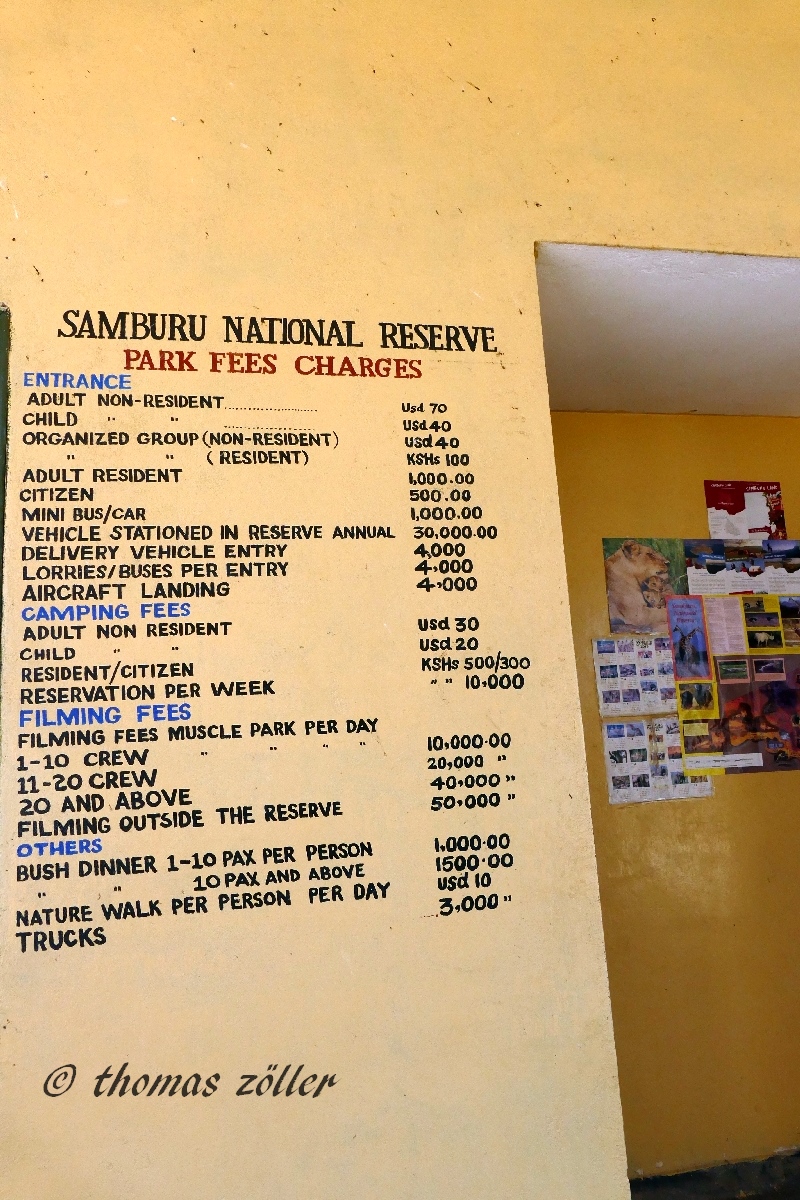 SAMBURU NATIONAL RESERVE
PARK FEES CHARGES
ENTRANCE
ADULT NON-RESIDENT.................... Usd 70
CHILD " " .................... Usd 40
ORGANIZED GROUP (NON-RESIDENT) Usd 40
" " (RESIDENT) KSHs 100
ADULT RESIDENT 1,000.00
CITIZEN 500.00
MINI BUS/CAR 1,000.00
VEHICLE STATIONED IN RESERVE ANNUAL 30,000.00
DELIVERY VEHICLE ENTRY 4,000
LORRIES/BUSES PER ENTRY 4,000
AIRCRAFT LANDING 4,000
CAMPING FEES
ADULT NON RESIDENT Usd 30
CHILD " " Usd 20
RESIDENT/CITIZEN KSHs 500/300
RESERVATION PER WEEK " " 10,000
FILMING FEES
FILMING FEES MUSCLE PARK PER DAY 10,000.00
1-10 CREW " " " " 20,000 "
11-20 CREW 40,000 "
20 AND ABOVE 50,000 "
FILMING OUTSIDE THE RESERVE
OTHERS
BUSH DINNER 1-10 PAX PER PERSON 1,000.00
" " 10 PAX AND ABOVE 1500.00
NATURE WALK PER PERSON PER DAY usd 10
TRUCKS 3,000 "
© thomas zöller